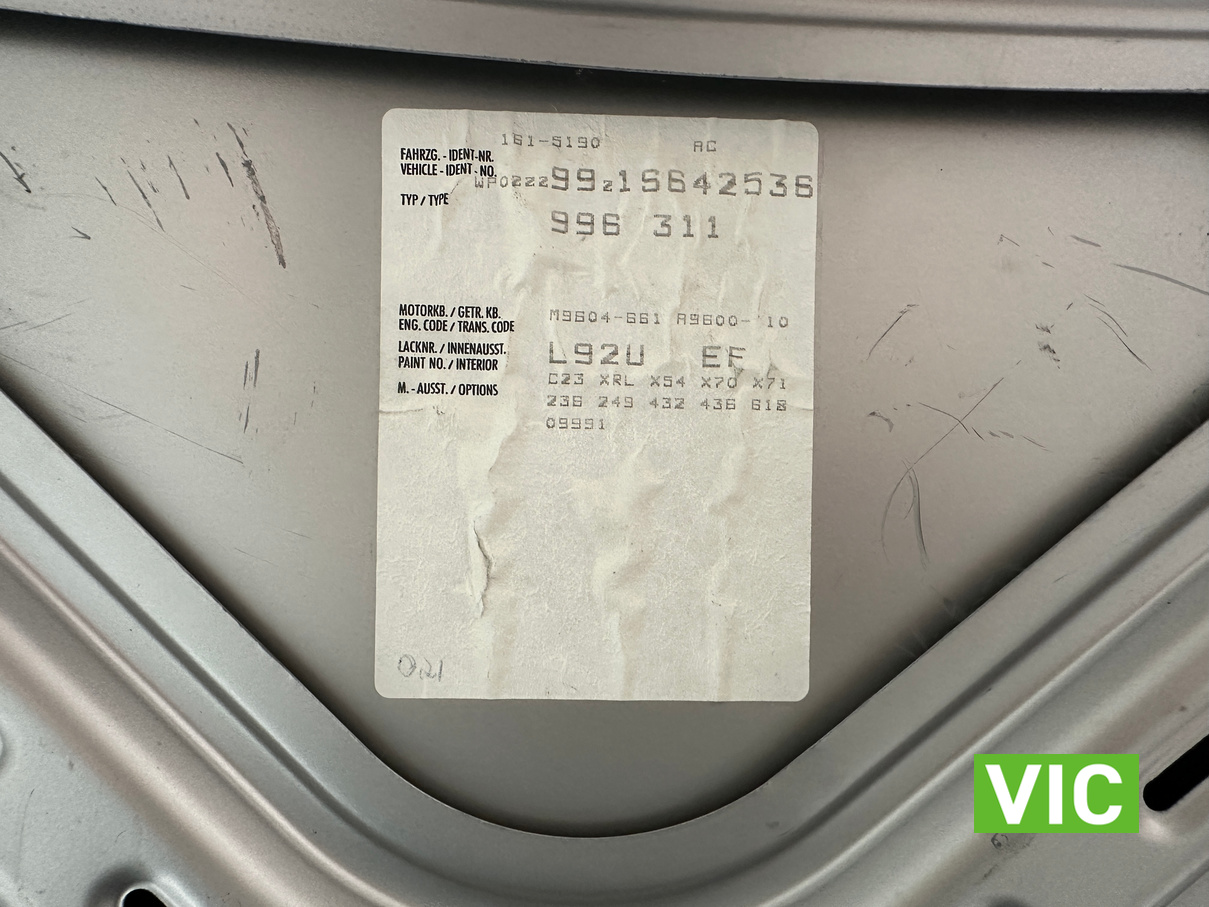 161-5190 AC
FAHRZG. - IDENT-NR.
VEHICLE - IDENT - NO.
WP0ZZZ99Z1S642536
TYP / TYPE
996 311
MOTORKB. / GETR. KB.
ENG. CODE / TRANS. CODE
M9604-661 A9600- 10
LACKNR. / INNENAUSST.
PAINT NO. / INTERIOR
L92U EF
M. - AUSST. / OPTIONS
C23 XRL X54 X70 X71
236 249 432 436 618
09991
VIC